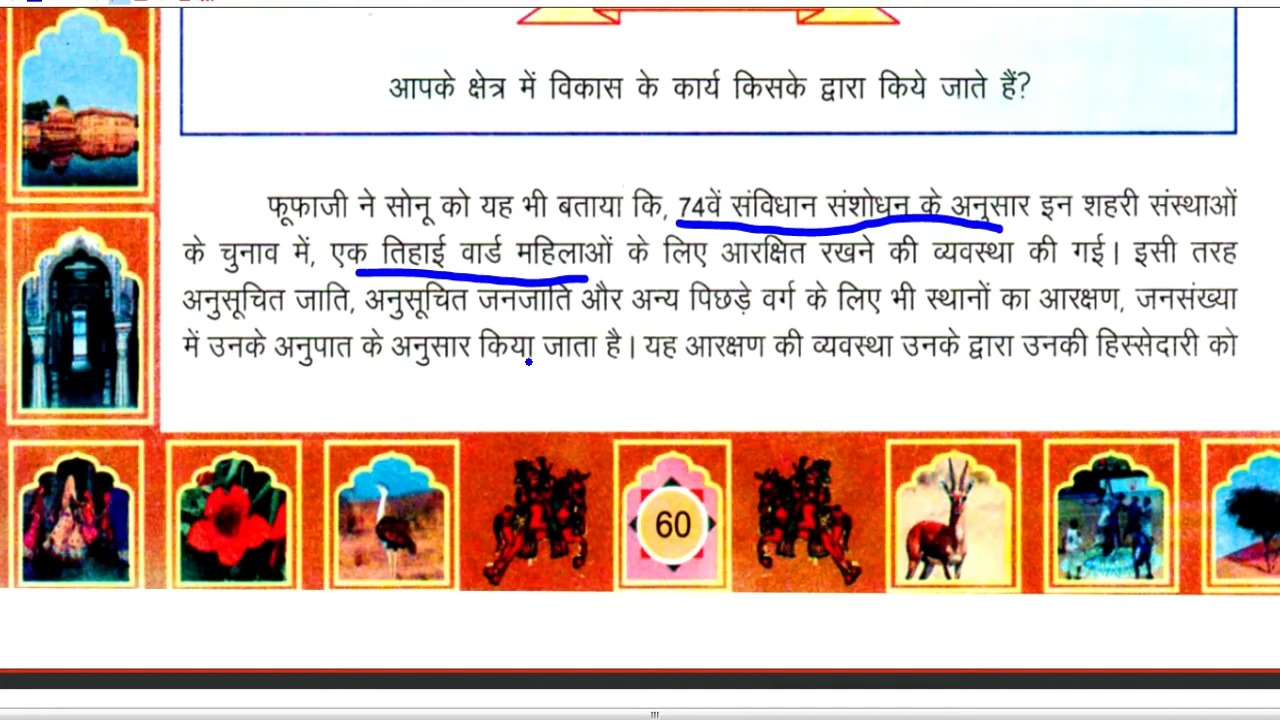 आपके क्षेत्र में विकास के कार्य किसके द्वारा किये जाते हैं?
फूफाजी ने सोनू को यह भी बताया कि, 74वें संविधान संशोधन के अनुसार इन शहरी संस्थाओं
के चुनाव में, एक तिहाई वार्ड महिलाओं के लिए आरक्षित रखने की व्यवस्था की गई। इसी तरह
अनुसूचित जाति, अनुसूचित जनजाति और अन्य पिछड़े वर्ग के लिए भी स्थानों का आरक्षण, जनसंख्या
में उनके अनुपात के अनुसार किया जाता है। यह आरक्षण की व्यवस्था उनके द्वारा उनकी हिस्सेदारी को
60